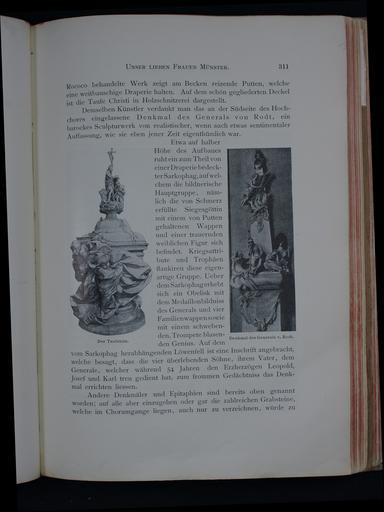 Unser lieben Frauen Münster. 311
Rococo behandelte Werk zeigt am Becken reizende Putten, welche
eine weitbauschige Draperie halten. Auf dem schön gegliederten Deckel
ist die Taufe Christi in Holzschnitzerei dargestellt.
Demselben Künstler verdankt man das an der Südseite des Hoch-
chores eingelassene Denkmal des Generals von Rodt, ein
barockes Sculpturwerk von realistischer, wenn auch etwas sentimentaler
Auffassung, wie sie eben jener Zeit eigenthümlich war.
Etwa auf halber
Höhe des Aufbaues
ruht ein zum Theil von
einer Draperie bedeck-
ter Sarkophag, auf wel-
chem die bildnerische
Hauptgruppe, näm-
lich die von Schmerz
erfüllte Siegesgöttin
mit einem von Putten
gehaltenen Wappen
und einer trauernden
weiblichen Figur sich
befindet. Kriegsattri-
bute und Trophäen
flankiren diese eigen-
artige Gruppe. Ueber
dem Sarkophag erhebt
sich ein Obelisk mit
dem Medaillonbildniss
des Generals und vier
Familienwappen sowie
mit einem schweben-
den, Trompete blasen-
den Genius. Auf dem
Der Taufstein.
Denkmal des Generals v. Rodt.
vom Sarkophag herabhängenden Löwenfell ist eine Inschrift angebracht,
welche besagt, dass die vier überlebenden Söhne, ihrem Vater, dem
Generale, welcher während 54 Jahren den Erzherzögen Leopold,
Josef und Karl treu gedient hat, zum frommen Gedächtniss das Denk-
mal errichten liessen.
Andere Denkmäler und Epitaphien sind bereits oben genannt
worden; auf alle aber einzugehen oder gar die zahlreichen Grabsteine,
welche im Chorumgange liegen, auch nur zu verzeichnen, würde zu